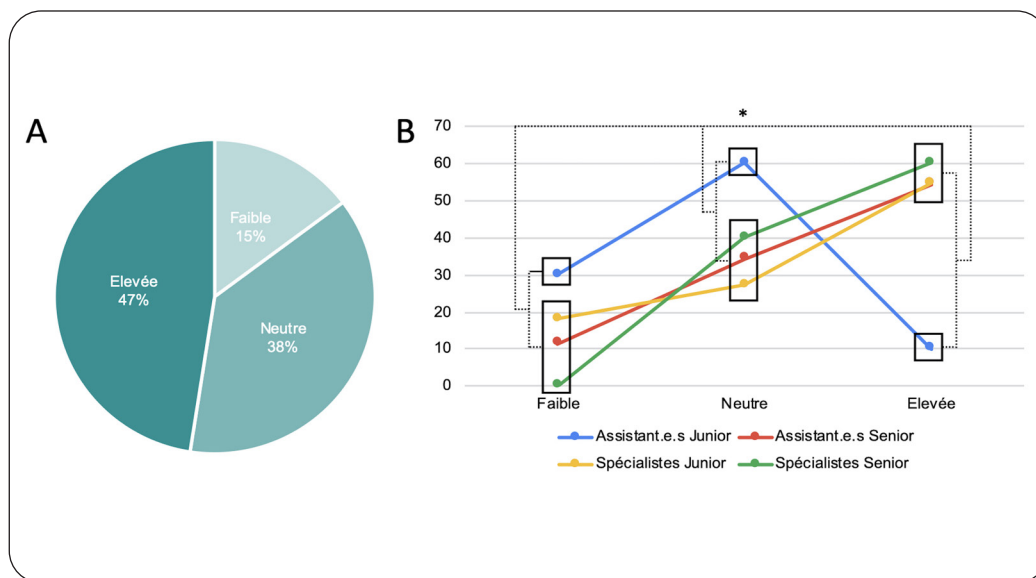 A
Faible
15%
Elevée
47%
Neutre
38%
B
*
70
60
50
40
30
20
10
0
Faible
Neutre
Elevée
Assistant.e.s Junior
Assistant.e.s Senior
Spécialistes Junior
Spécialistes Senior